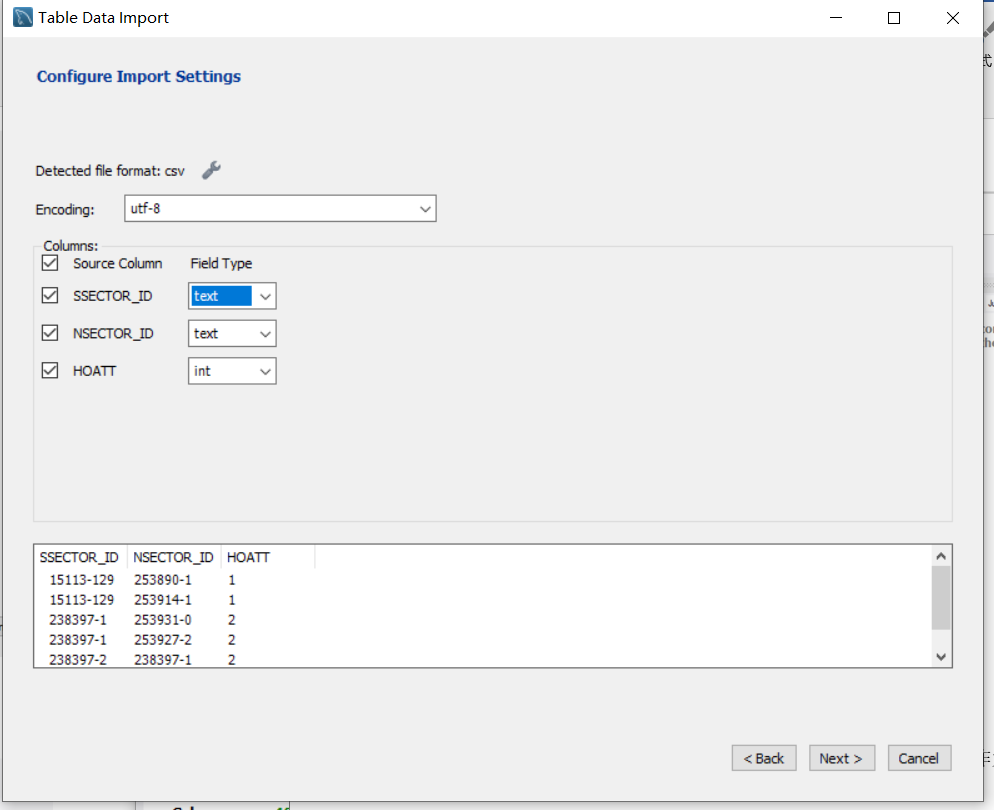 Table Data Import
式
Configure Import Settings
Detected file format: csv
Encoding: utf-8
Columns:
Source Column Field Type
SSECTOR_ID text
NSECTOR_ID text
HOATT int
SSECTOR_ID NSECTOR_ID HOATT
15113-129 253890-1 1
15113-129 253914-1 1
238397-1 253931-0 2
238397-1 253927-2 2
238397-2 238397-1 2
< Back Next > Cancel